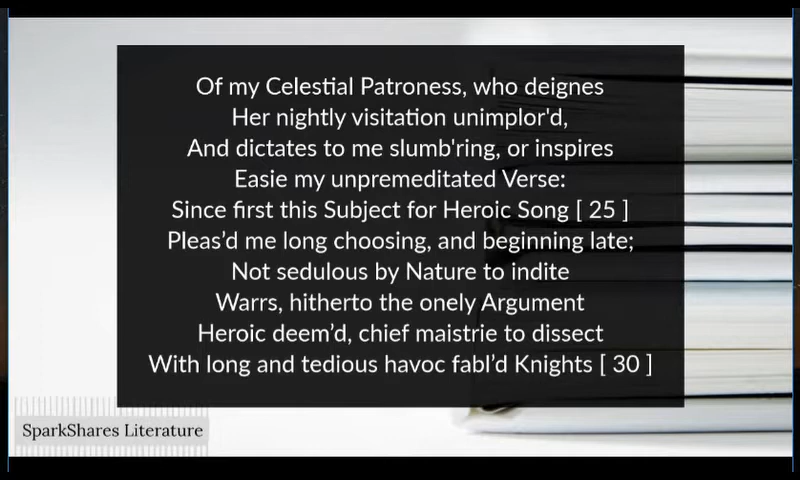 Of my Celestial Patroness, who deignes
Her nightly visitation unimplor'd,
And dictates to me slumb'ring, or inspires
Easie my unpremeditated Verse:
Since first this Subject for Heroic Song [ 25 ]
Pleas’d me long choosing, and beginning late;
Not sedulous by Nature to indite
Warrs, hitherto the onely Argument
Heroic deem’d, chief maistrie to dissect
With long and tedious havoc fabl’d Knights [ 30 ]
SparkShares Literature